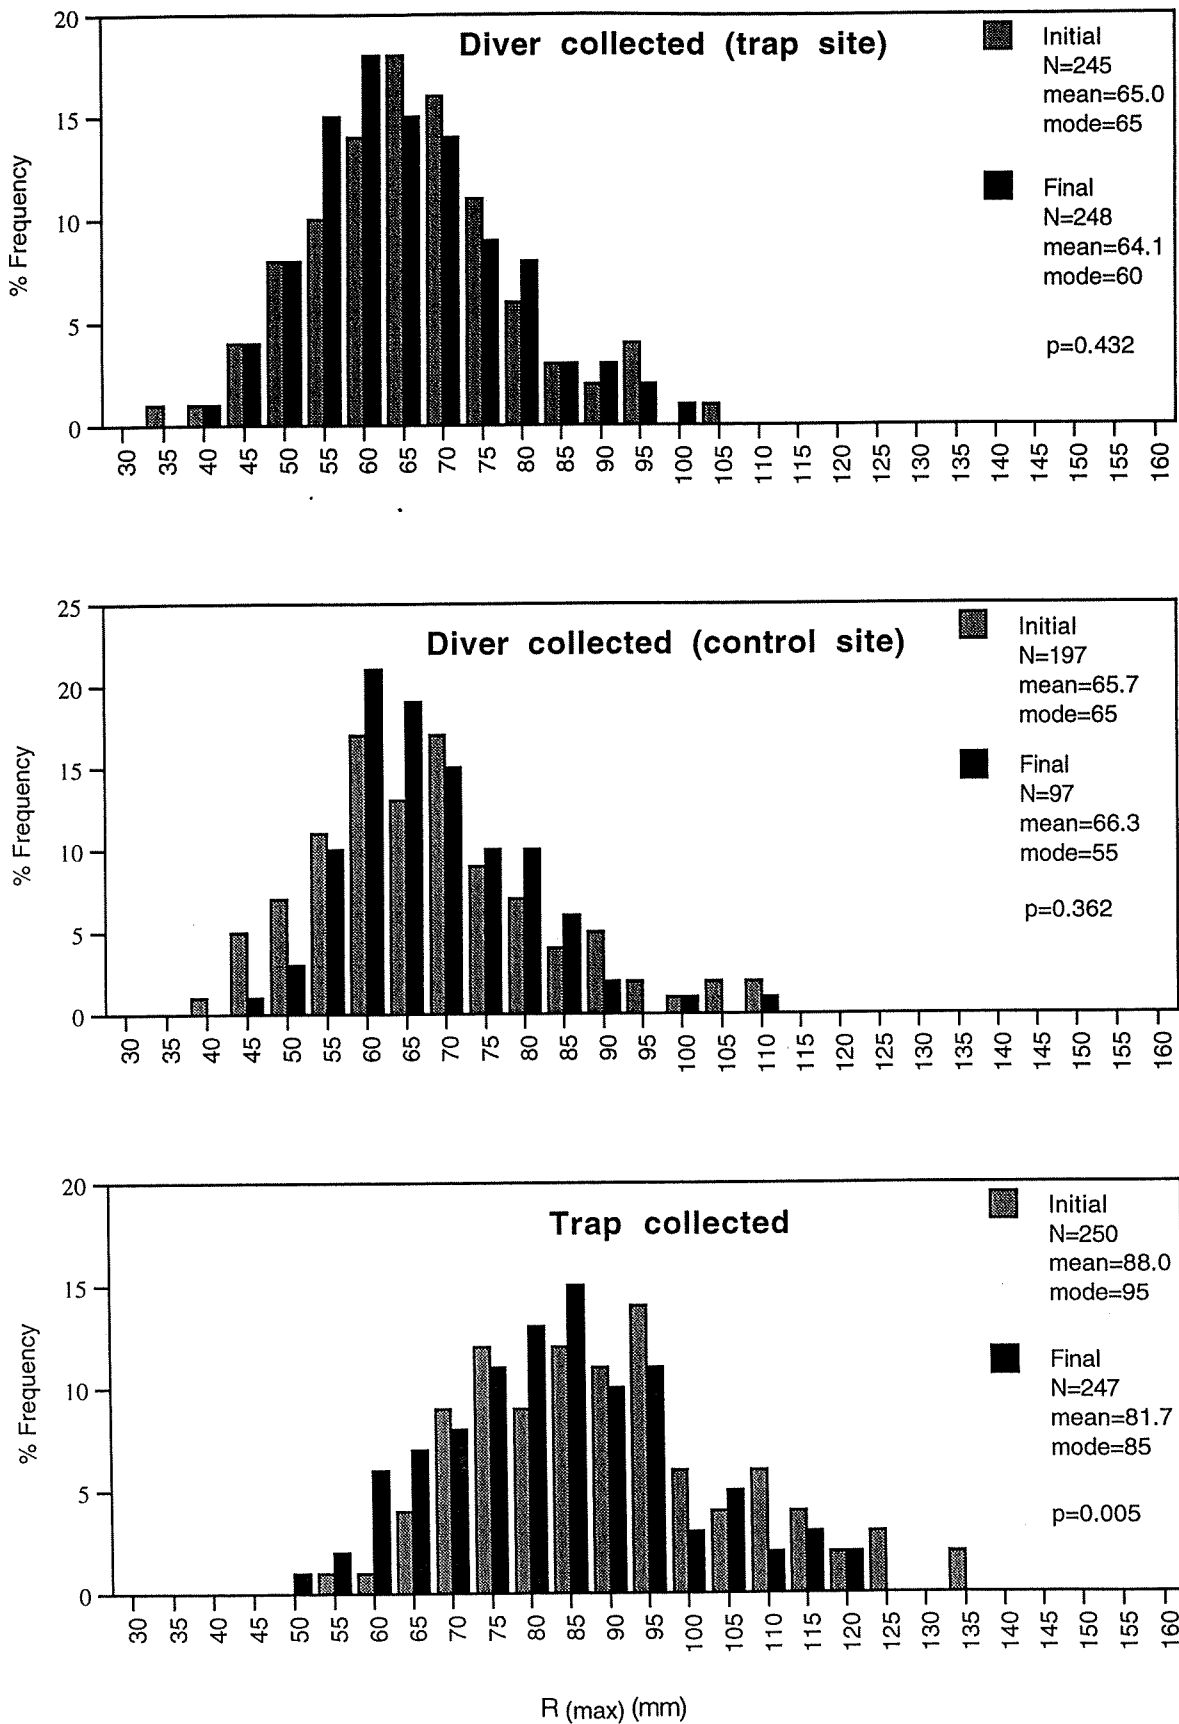 Diver collected (trap site)
% Frequency
20
15
10
5
0
Initial
N=245
mean=65.0
mode=65
Final
N=248
mean=64.1
mode=60
p=0.432
30 35 40 45 50 55 60 65 70 75 80 85 90 95 100 105 110 115 120 125 130 135 140 145 150 155 160
Diver collected (control site)
% Frequency
25
20
15
10
5
0
Initial
N=197
mean=65.7
mode=65
Final
N=97
mean=66.3
mode=55
p=0.362
30 35 40 45 50 55 60 65 70 75 80 85 90 95 100 105 110 115 120 125 130 135 140 145 150 155 160
Trap collected
% Frequency
20
15
10
5
0
Initial
N=250
mean=88.0
mode=95
Final
N=247
mean=81.7
mode=85
p=0.005
30 35 40 45 50 55 60 65 70 75 80 85 90 95 100 105 110 115 120 125 130 135 140 145 150 155 160
R (max) (mm)